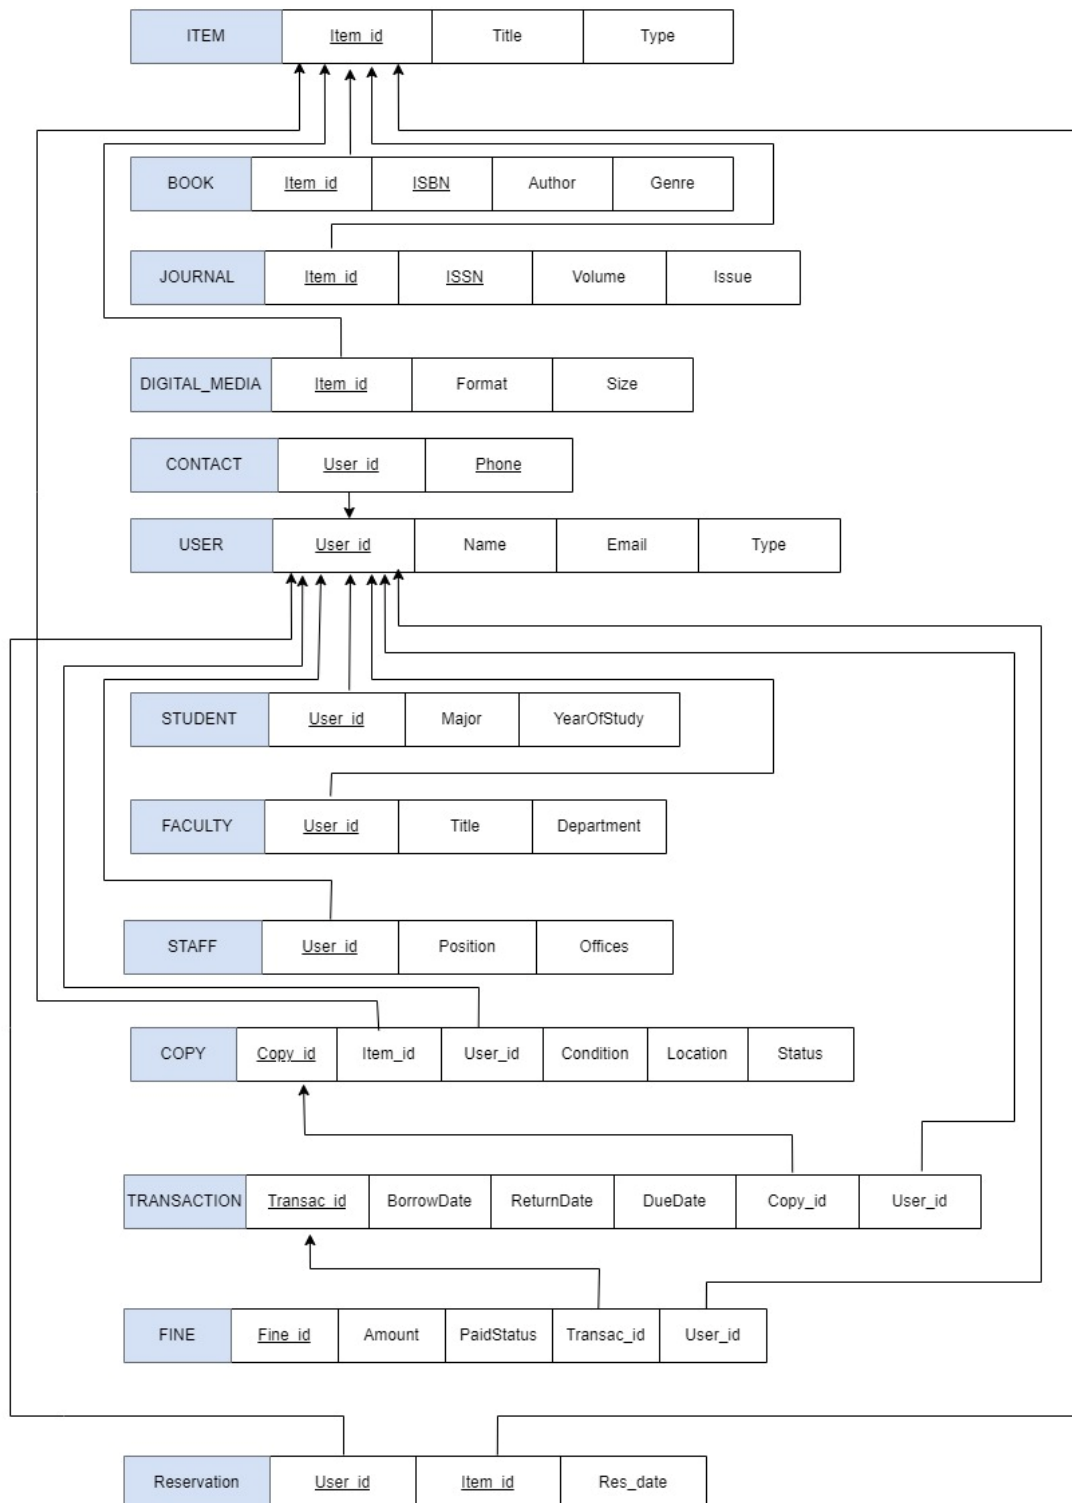 ITEM Item_id Title Type
BOOK Item_id ISBN Author Genre
JOURNAL Item_id ISSN Volume Issue
DIGITAL_MEDIA Item_id Format Size
CONTACT User_id Phone
USER User_id Name Email Type
STUDENT User_id Major YearOfStudy
FACULTY User_id Title Department
STAFF User_id Position Offices
COPY Copy_id Item_id User_id Condition Location Status
TRANSACTION Transac_id BorrowDate ReturnDate DueDate Copy_id User_id
FINE Fine_id Amount PaidStatus Transac_id User_id
Reservation User_id Item_id Res_date